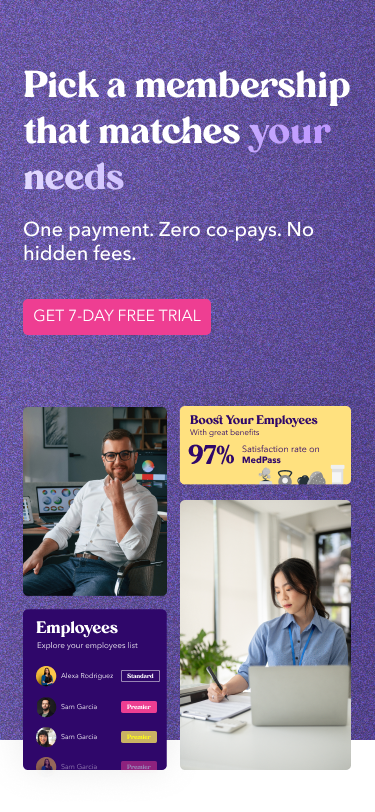 Pick a membership
that matches your
needs
One payment. Zero co-pays. No
hidden fees.
GET 7-DAY FREE TRIAL
Boost Your Employees
With great benefits
97%
Satisfaction rate on
MedPass
Employees
Explore your employees list
Alexa Rodriguez
Standard
Sam Garcia
Premier
Sam Garcia
Premier
Sam Garcia
Premier